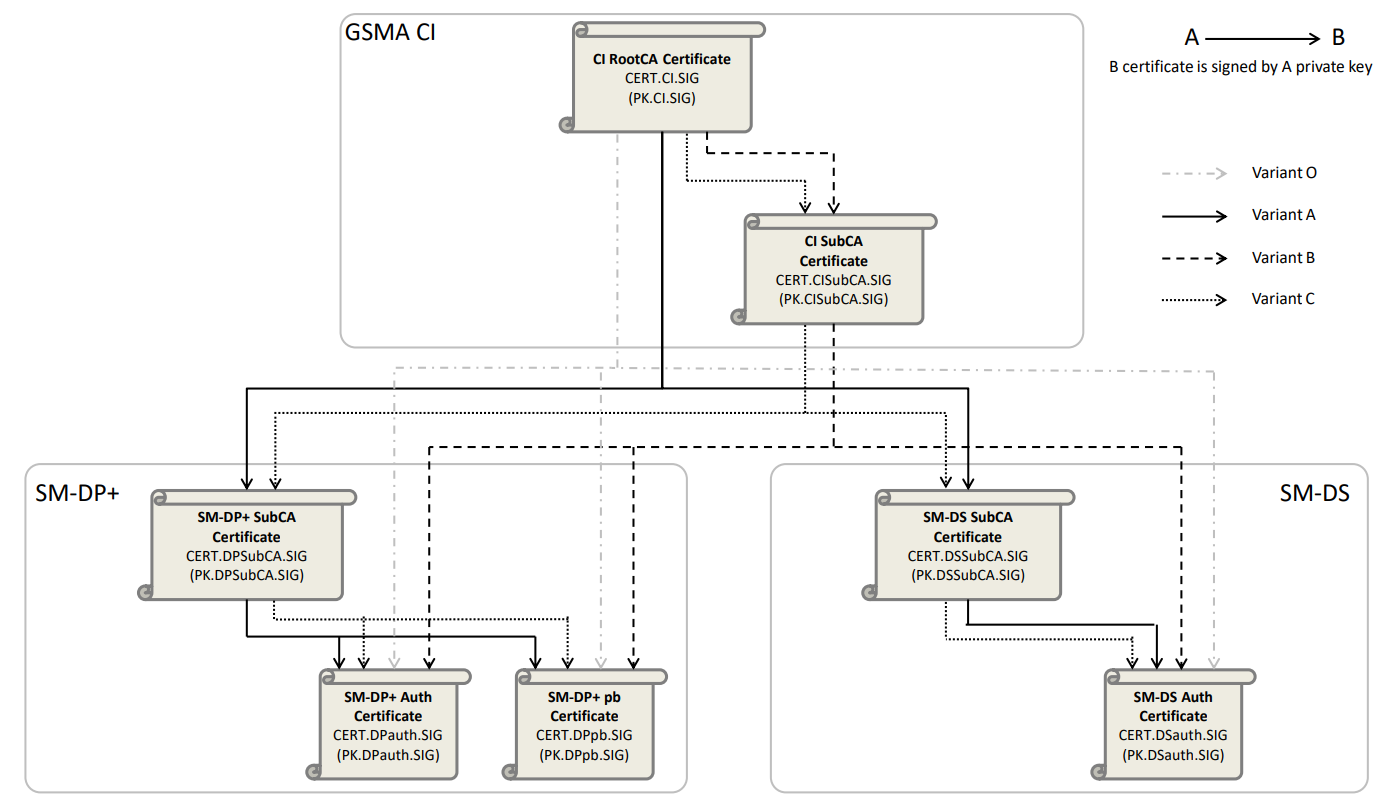 GSMA CI
CI RootCA Certificate
CERT.CI.SIG
(PK.CI.SIG)
A
B
B certificate is signed by A private key
Variant O
Variant A
Variant B
Variant C
CI SubCA
Certificate
CERT.CISubCA.SIG
(PK.CISubCA.SIG)
SM-DP+
SM-DP+ SubCA
Certificate
CERT.DPSubCA.SIG
(PK.DPSubCA.SIG)
SM-DP+ Auth
Certificate
CERT.DPauth.SIG
(PK.DPauth.SIG)
SM-DP+ pb
Certificate
CERT.DPpb.SIG
(PK.DPpb.SIG)
SM-DS
SM-DS SubCA
Certificate
CERT.DSSubCA.SIG
(PK.DSSubCA.SIG)
SM-DS Auth
Certificate
CERT.DSauth.SIG
(PK.DSauth.SIG)